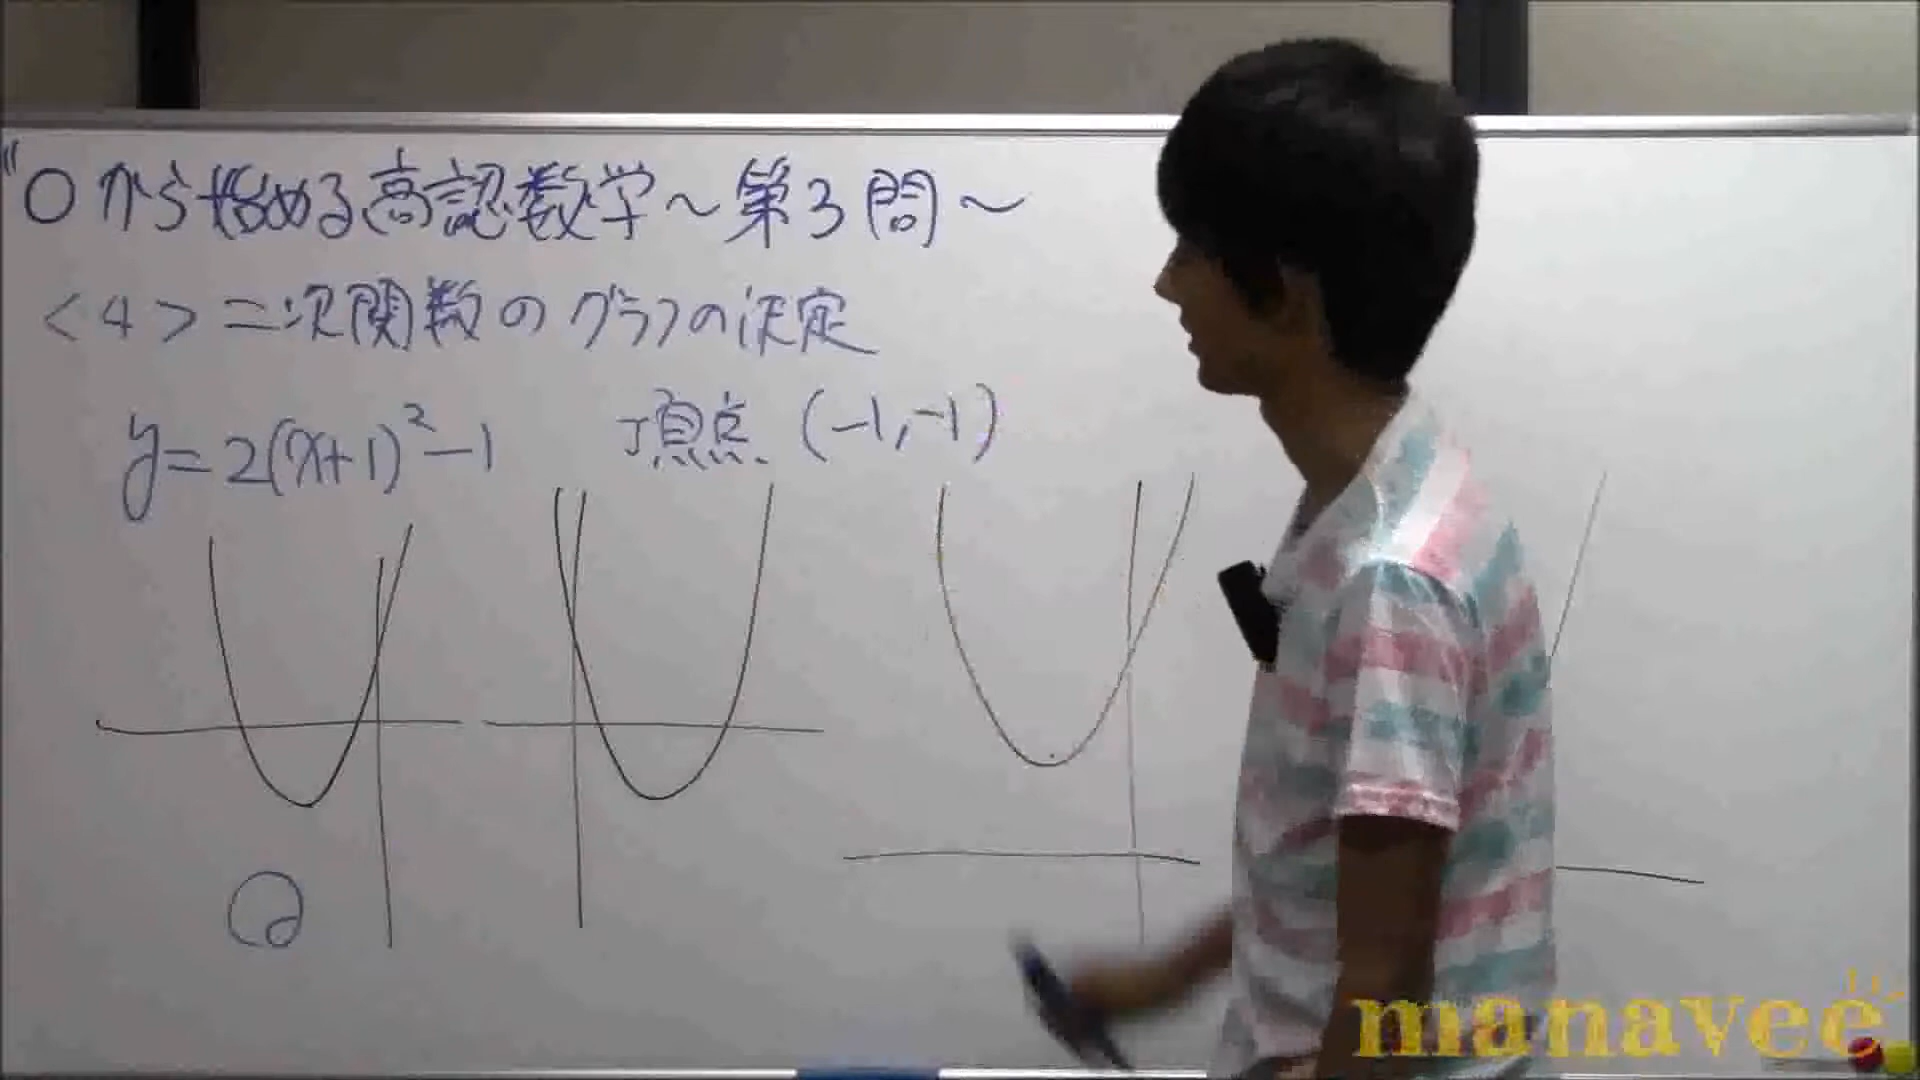 "0から始める高認数学～第3問～
<4>二次関数のグラフの決定
y=2(x+1)²-1 頂点 (-1,-1)
manavee